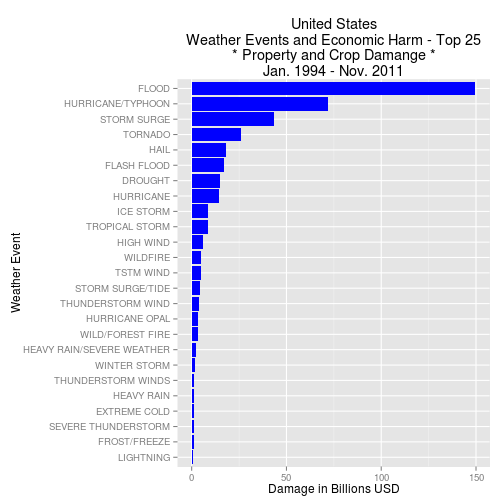 United States
Weather Events and Economic Harm - Top 25
* Property and Crop Damange *
Jan. 1994 - Nov. 2011
Weather Event
FLOOD
HURRICANE/TYPHOON
STORM SURGE
TORNADO
HAIL
FLASH FLOOD
DROUGHT
HURRICANE
ICE STORM
TROPICAL STORM
HIGH WIND
WILDFIRE
TSTM WIND
STORM SURGE/TIDE
THUNDERSTORM WIND
HURRICANE OPAL
WILD/FOREST FIRE
HEAVY RAIN/SEVERE WEATHER
WINTER STORM
THUNDERSTORM WINDS
HEAVY RAIN
EXTREME COLD
SEVERE THUNDERSTORM
FROST/FREEZE
LIGHTNING
0 50 100 150
Damage in Billions USD